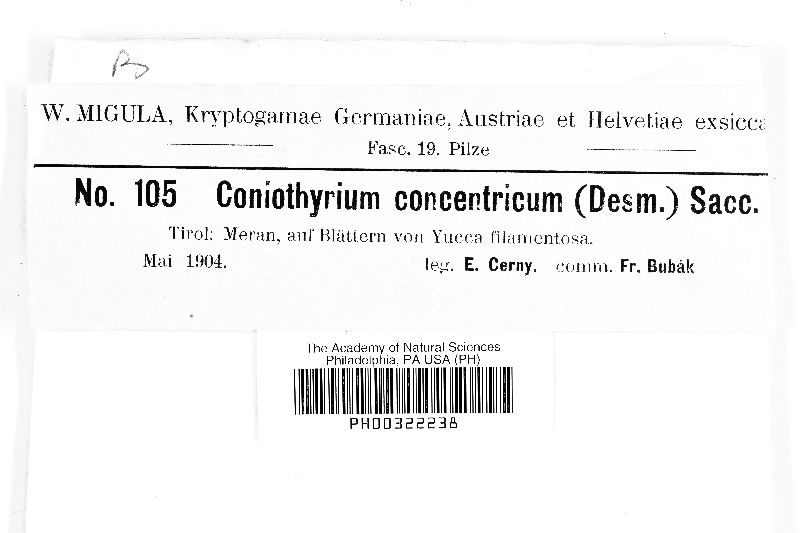 W. MIGULA, Kryptogamae Germaniae, Austriae et Helvetiae exsicca
Fasc. 19. Pilze
No. 105 Coniothyrium concentricum (Desm.) Sacc.
Tirol: Meran, auf Blättern von Yucca filamentosa.
Mai 1904. leg. E. Cerny. comm. Fr. Bubák
The Academy of Natural Sciences
Philadelphia, PA USA (PH)
PH00322238